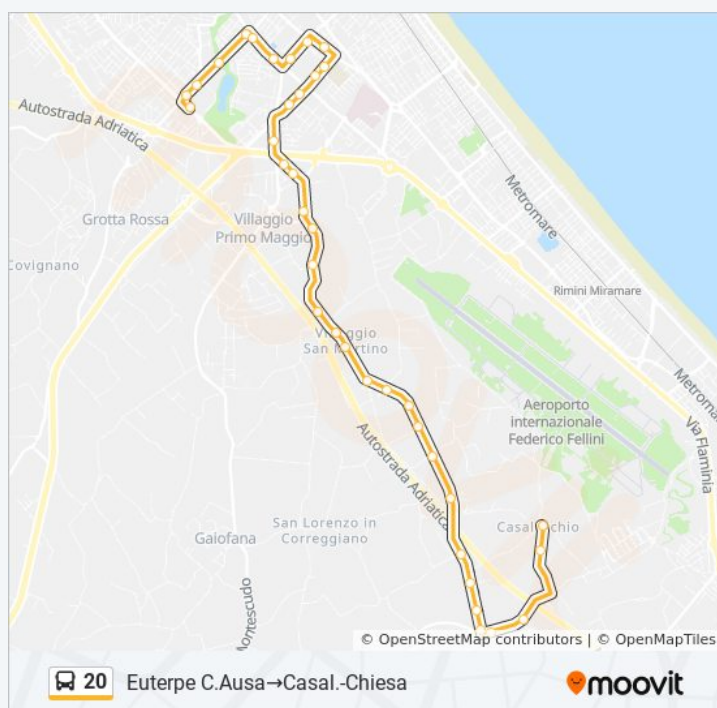 Autostrada Adriatica
Grotta Rossa
Covignano
Villaggio
Primo Maggio
Metromare
Rimini Miramare
Villaggio
San Martino
Metromare
Via Flaminia
Aeroporto
internazionale
Federico Fellini
Autostrada Adriatica
San Lorenzo in
Correggiano
Gaiofana
Casalecchio
Montescudo
© OpenStreetMap contributors | © OpenMapTiles
20 Euterpe C.Ausa→Casal.-Chiesa
moovit